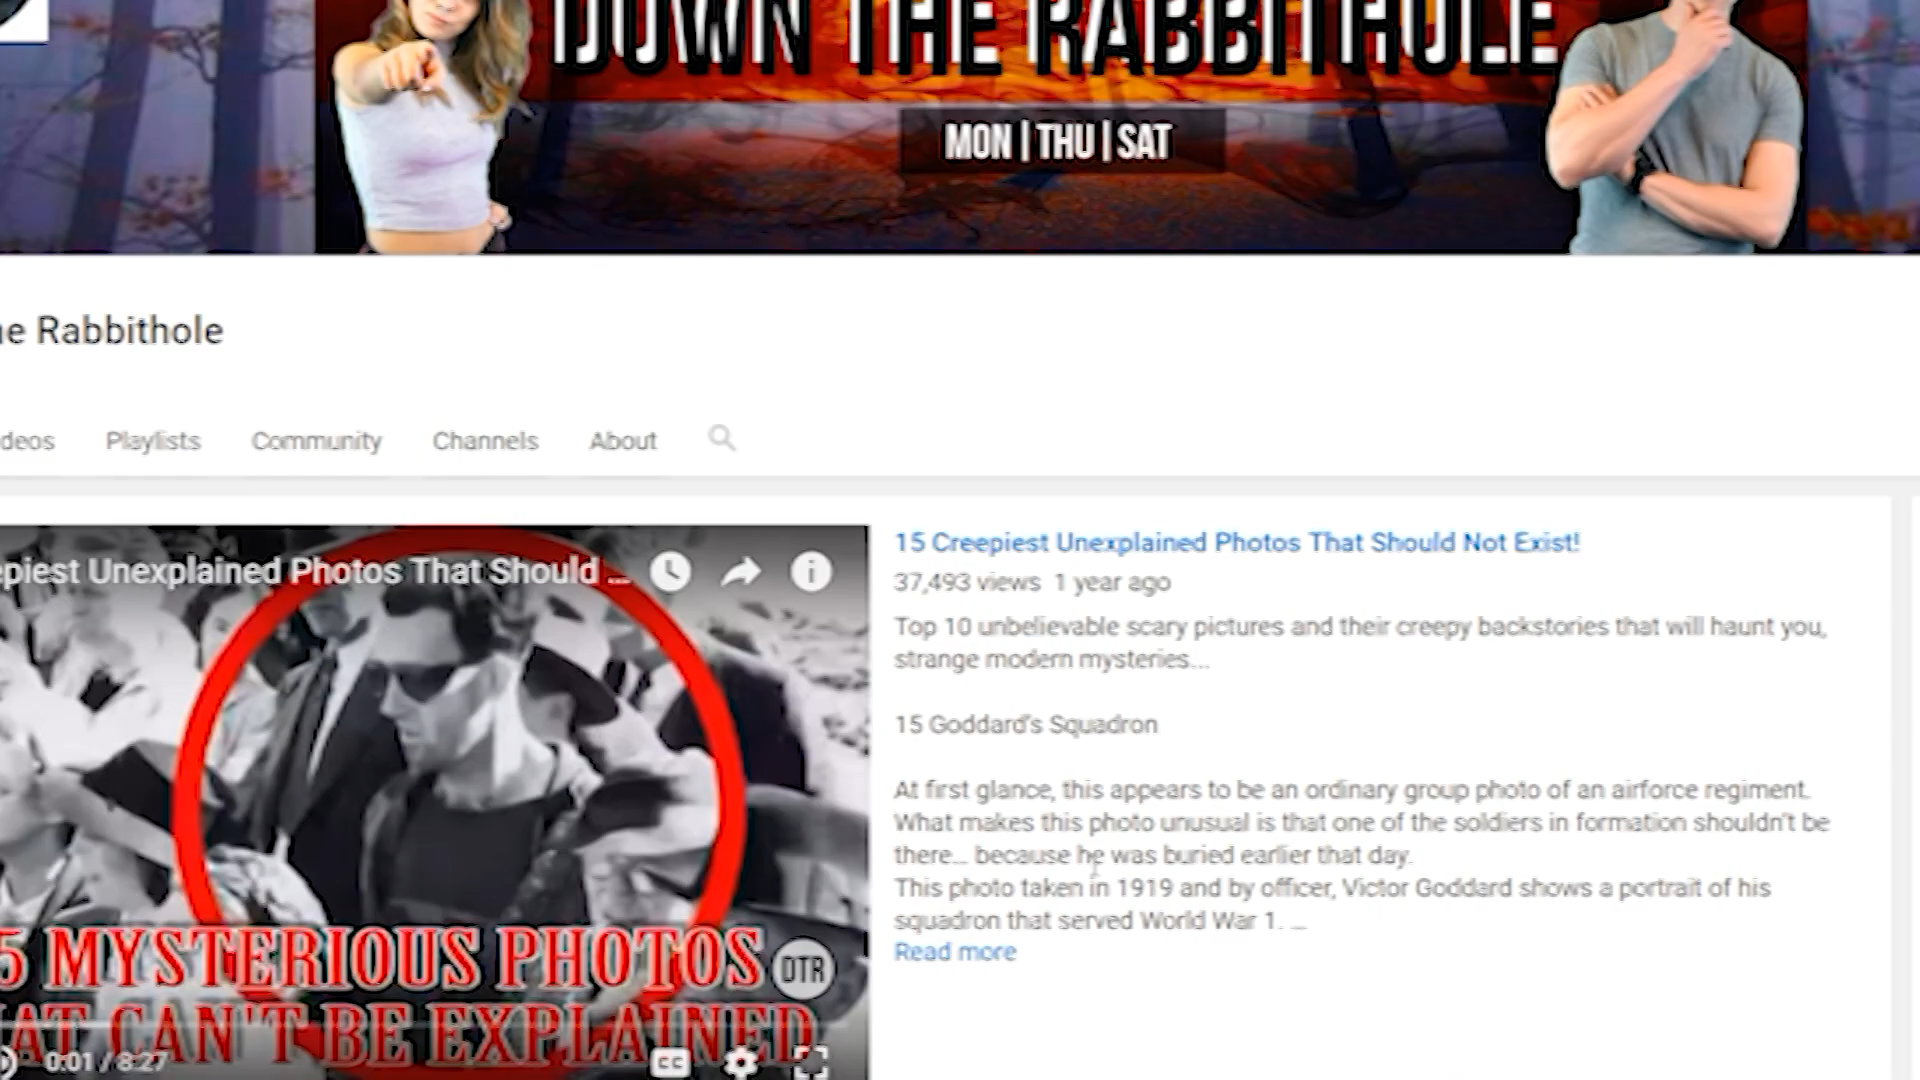 DOWN THE RABBITHOLE
MON | THU | SAT
he Rabbithole
deos Playlists Community Channels About
epiest Unexplained Photos That Should ...
5 MYSTERIOUS PHOTOS
DTR
AT CAN'T BE EXPLAINED
0:01 / 8:27
CC
15 Creepiest Unexplained Photos That Should Not Exist!
37,493 views 1 year ago
Top 10 unbelievable scary pictures and their creepy backstories that will haunt you,
strange modern mysteries...
15 Goddard's Squadron
At first glance, this appears to be an ordinary group photo of an airforce regiment.
What makes this photo unusual is that one of the soldiers in formation shouldn't be
there... because he was buried earlier that day.
This photo taken in 1919 and by officer, Victor Goddard shows a portrait of his
squadron that served World War 1. ...
Read more